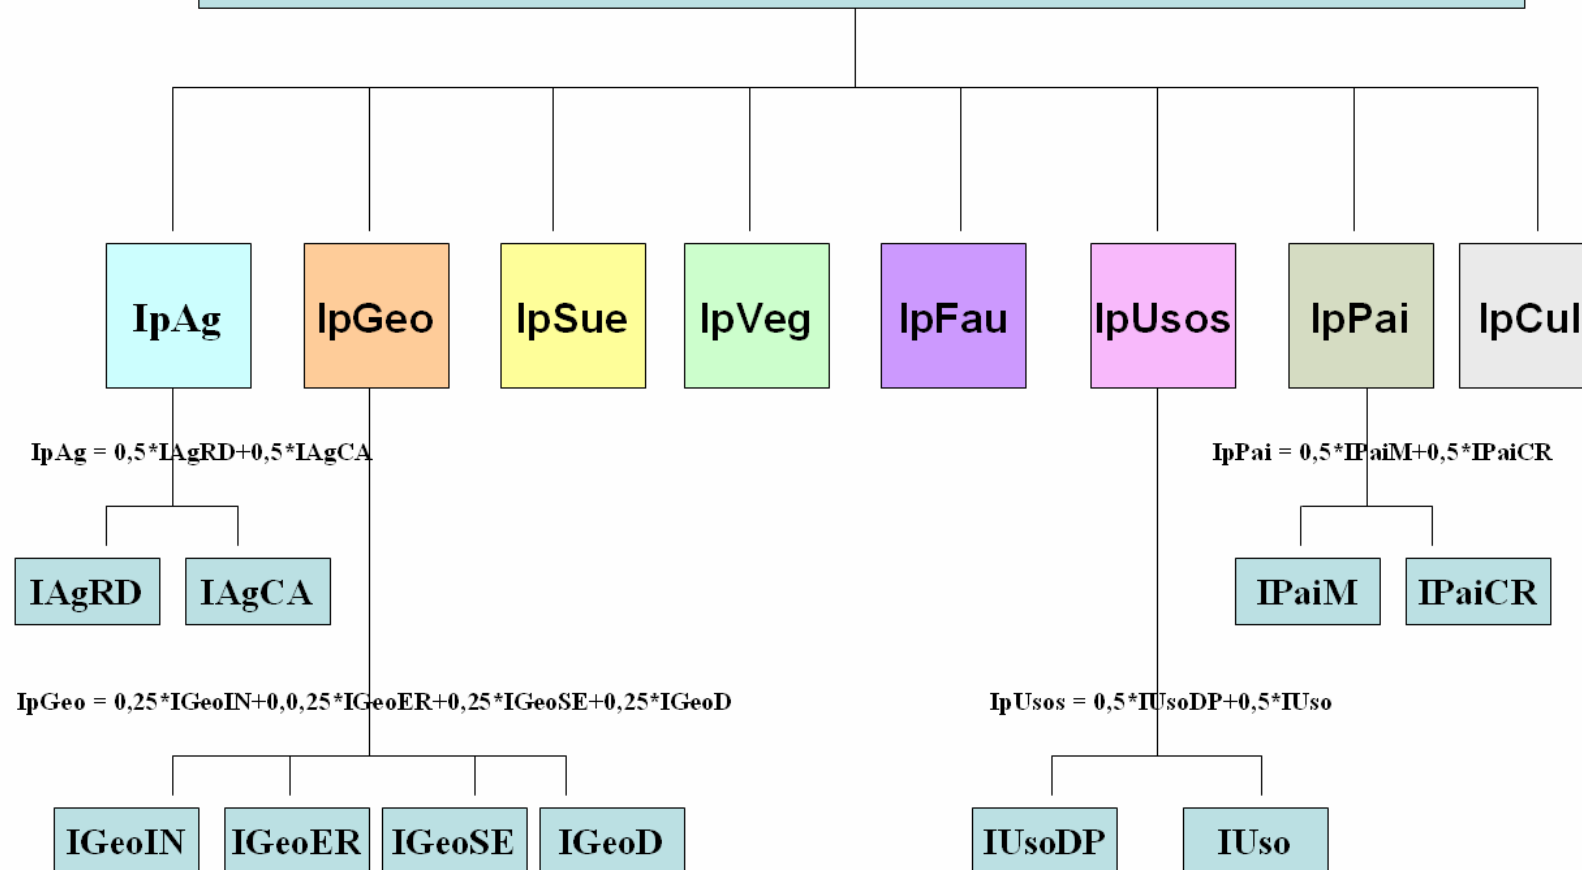 IpAg IpGeo IpSue IpVeg IpFau IpUsos IpPai IpCul
IpAg = 0,5*IAgRD+0,5*IAgCA
IpPai = 0,5*IPaiM+0,5*IPaiCR
IAgRD IAgCA IPaiM IPaiCR
IpGeo = 0,25*IGeoIN+0,0,25*IGeoER+0,25*IGeoSE+0,25*IGeoD
IpUsos = 0,5*IUsoDP+0,5*IUso
IGeoIN IGeoER IGeoSE IGeoD IUsoDP IUso